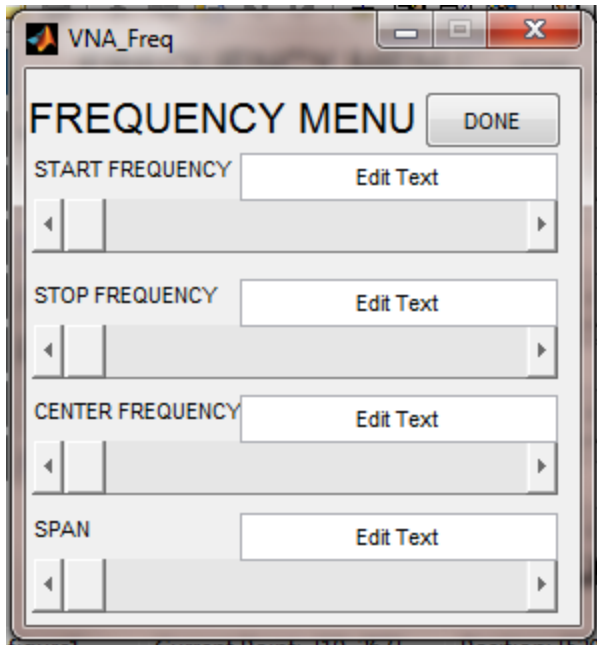 VNA_Freq
FREQUENCY MENU DONE
START FREQUENCY Edit Text
STOP FREQUENCY Edit Text
CENTER FREQUENCY Edit Text
SPAN Edit Text